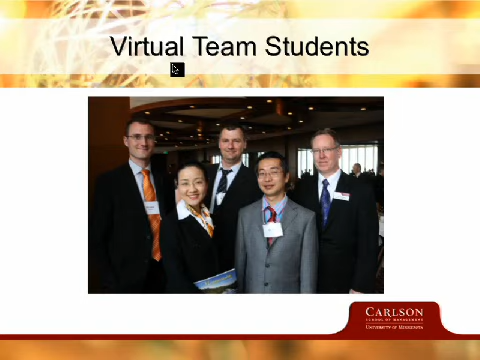 Virtual Team Students
CARLSON
SCHOOL OF MANAGEMENT
UNIVERSITY OF MINNESOTA